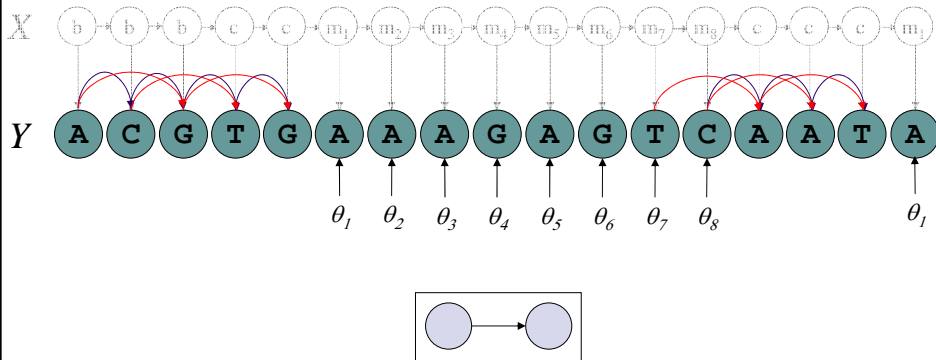 X b b b c c m₁ m₂ m₃ m₄ m₅ m₆ m₇ m₈ c c c m₁
Y A C G T G A A A G A G T C A A T A
θ₁ θ₂ θ₃ θ₄ θ₅ θ₆ θ₇ θ₈ θ₁